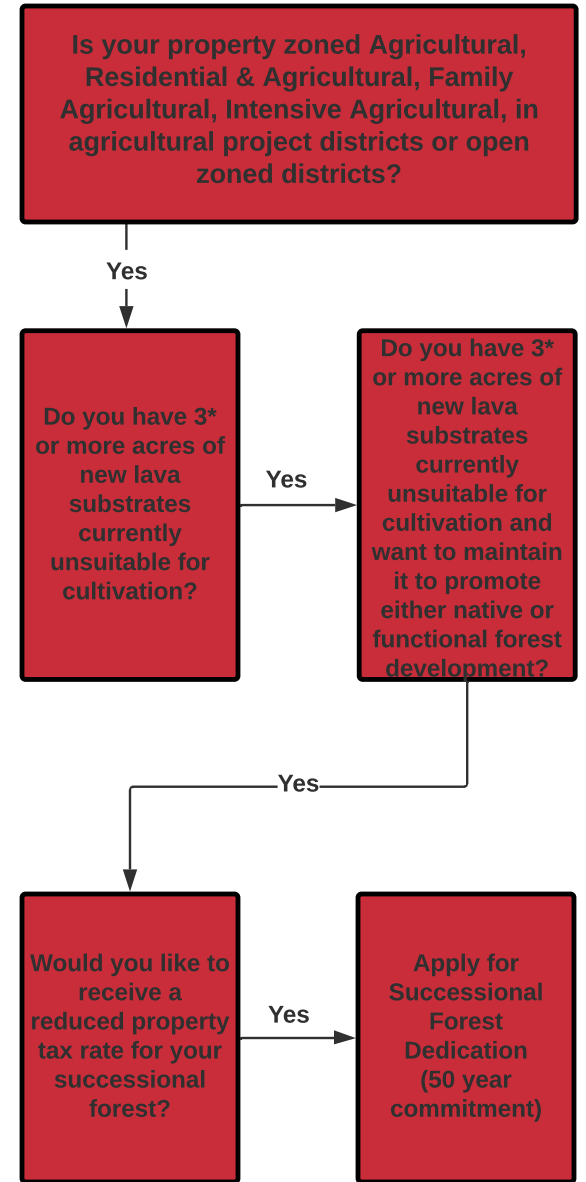 Is your property zoned Agricultural,
Residential & Agricultural, Family
Agricultural, Intensive Agricultural, in
agricultural project districts or open
zoned districts?
Yes
Do you have 3*
or more acres of
new lava
substrates
currently
unsuitable for
cultivation?
Yes
Do you have 3*
or more acres of
new lava
substrates
currently
unsuitable for
cultivation and
want to maintain
it to promote
either native or
functional forest
development?
Yes
Would you like to
receive a
reduced property
tax rate for your
successional
forest?
Yes
Apply for
Successional
Forest
Dedication
(50 year
commitment)